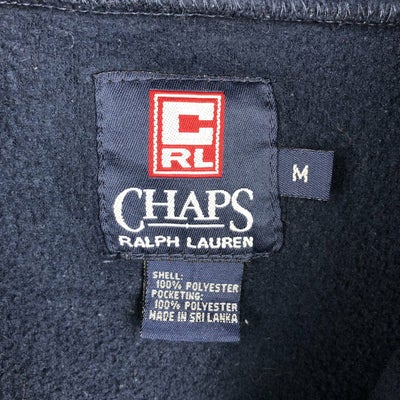 C
RL
CHAPS
RALPH LAUREN
M
SHELL:
100% POLYESTER
POCKETING:
100% POLYESTER
MADE IN SRI LANKA